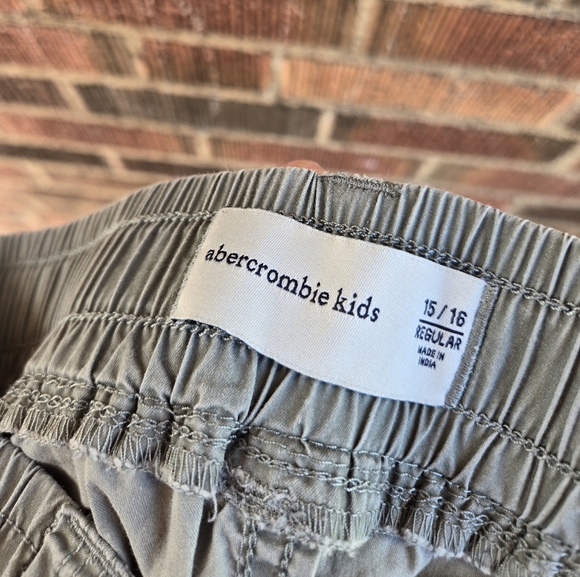 abercrombie kids
15/16
REGULAR
MADE IN
INDIA